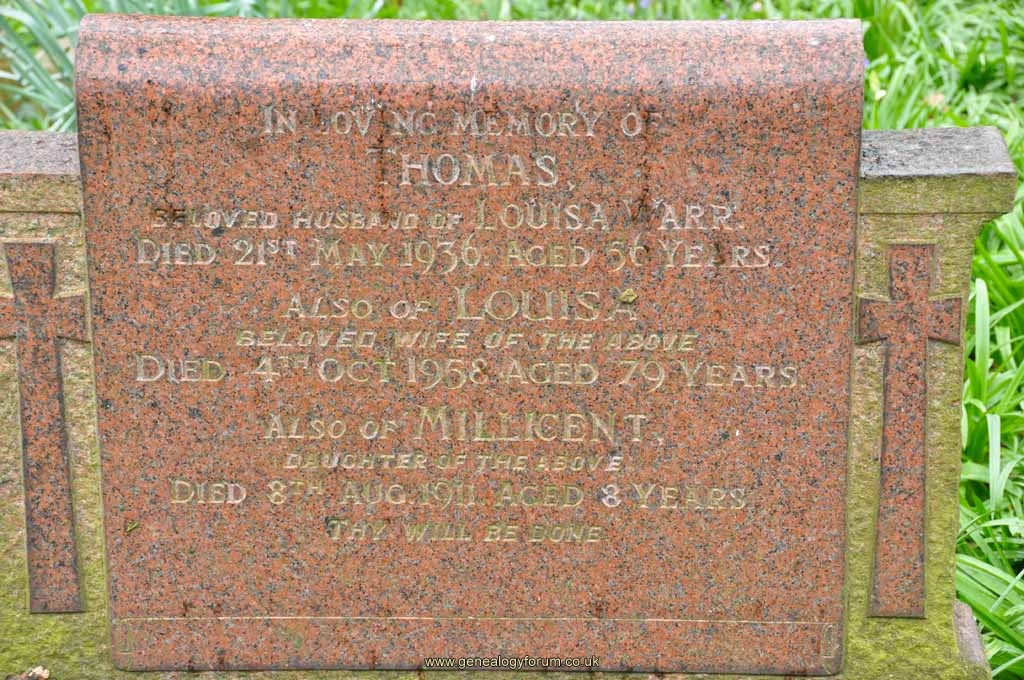 IN LOVING MEMORY OF
THOMAS,
BELOVED HUSBAND OF LOUISA WARR.
DIED 21ST MAY 1936. AGED 56 YEARS.
ALSO OF LOUISA
BELOVED WIFE OF THE ABOVE
DIED 4TH OCT 1958 AGED 79 YEARS.
ALSO OF MILLICENT,
DAUGHTER OF THE ABOVE.
DIED 8TH AUG. 1911. AGED 8 YEARS
THY WILL BE DONE
www.genealogyforum.co.uk